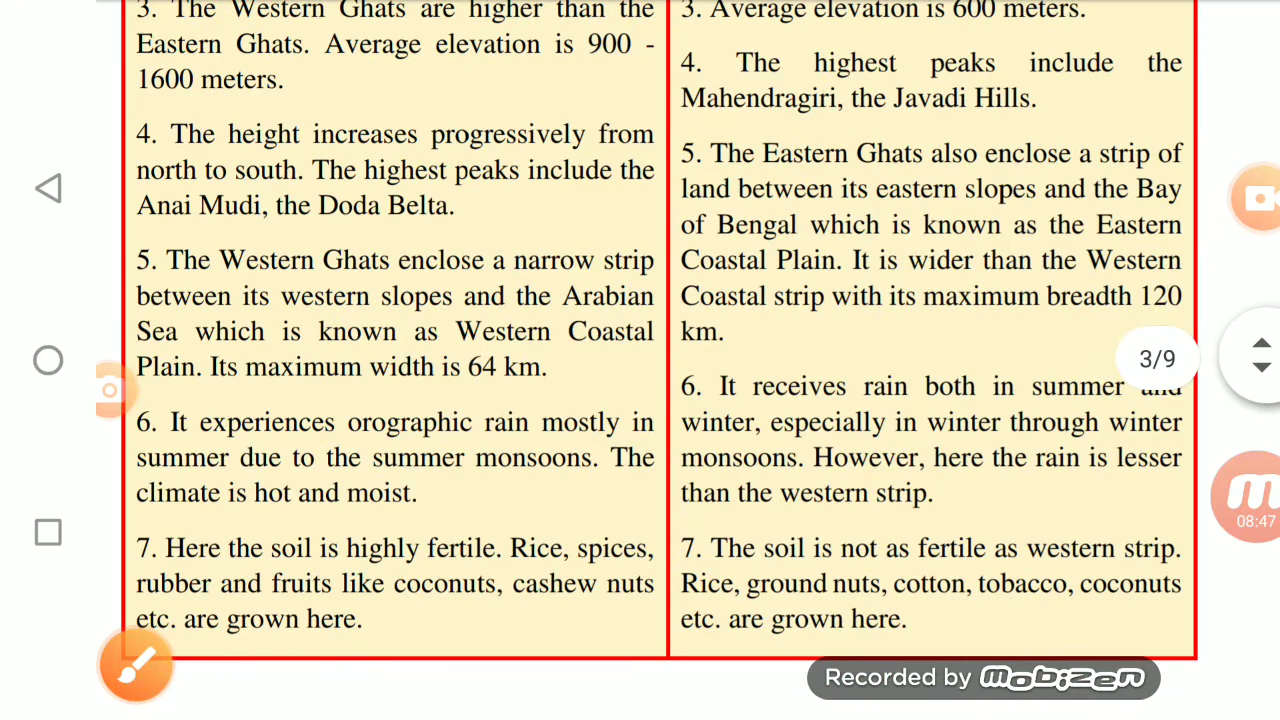 3. The Western Ghats are higher than the
Eastern Ghats. Average elevation is 900 -
1600 meters.
4. The height increases progressively from
north to south. The highest peaks include the
Anai Mudi, the Doda Belta.
5. The Western Ghats enclose a narrow strip
between its western slopes and the Arabian
Sea which is known as Western Coastal
Plain. Its maximum width is 64 km.
6. It experiences orographic rain mostly in
summer due to the summer monsoons. The
climate is hot and moist.
7. Here the soil is highly fertile. Rice, spices,
rubber and fruits like coconuts, cashew nuts
etc. are grown here.
3. Average elevation is 600 meters.
4. The highest peaks include the
Mahendragiri, the Javadi Hills.
5. The Eastern Ghats also enclose a strip of
land between its eastern slopes and the Bay
of Bengal which is known as the Eastern
Coastal Plain. It is wider than the Western
Coastal strip with its maximum breadth 120
km.
6. It receives rain both in summer and
winter, especially in winter through winter
monsoons. However, here the rain is lesser
than the western strip.
7. The soil is not as fertile as western strip.
Rice, ground nuts, cotton, tobacco, coconuts
etc. are grown here.
3/9
08:47
Recorded by mobizen